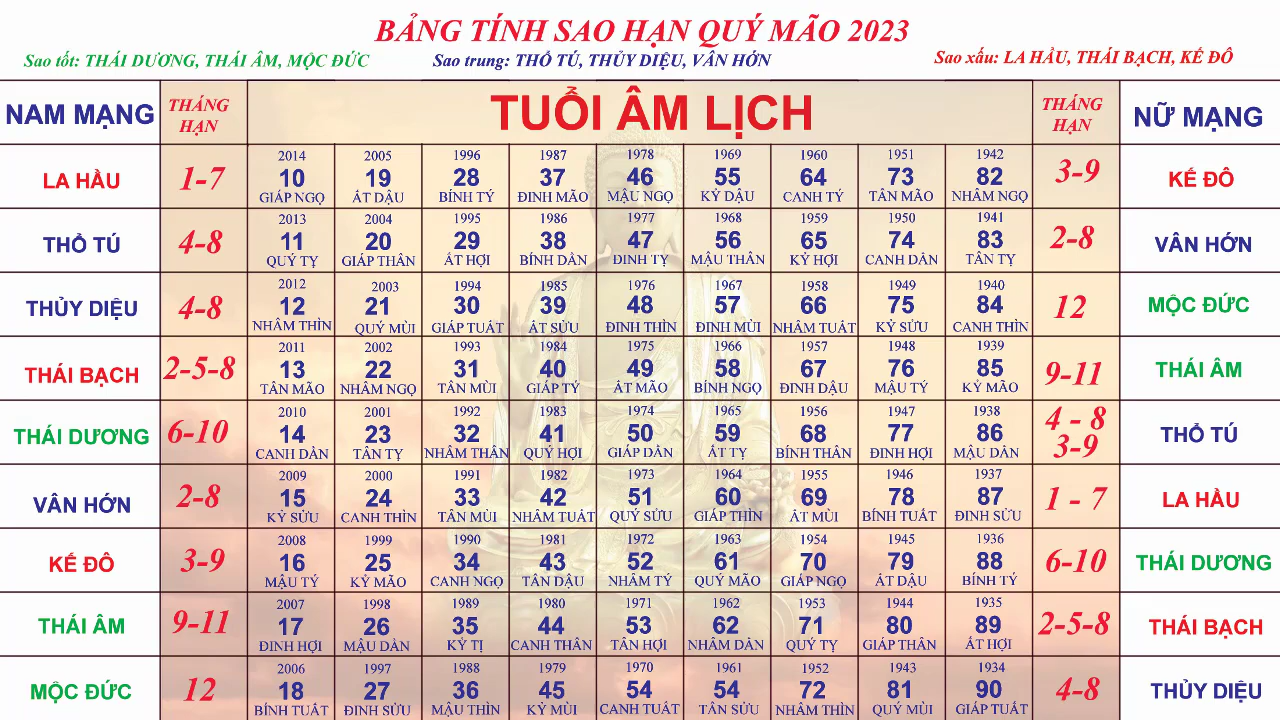 BẢNG TÍNH SAO HẠN QUÝ MÃO 2023
Sao tốt: THÁI DƯƠNG, THÁI ÂM, MỘC ĐỨC Sao trung: THỔ TÚ, THỦY DIỆU, VÂN HỚN Sao xấu: LA HẦU, THÁI BẠCH, KẾ ĐÔ
NAM MẠNG THÁNG HẠN TUỔI ÂM LỊCH THÁNG HẠN NỮ MẠNG
2014 2005 1996 1987 1978 1969 1960 1951 1942
LA HẦU 1-7 10 19 28 37 46 55 64 73 82 3-9 KẾ ĐÔ
GIÁP NGỌ ẤT DẬU BÍNH TÝ ĐINH MÃO MẬU NGỌ KỶ DẬU CANH TÝ TÂN MÃO NHÂM NGỌ
2013 2004 1995 1986 1977 1968 1959 1950 1941
THỔ TÚ 4-8 11 20 29 38 47 56 65 74 83 2-8 VÂN HỚN
QUÝ TỴ GIÁP THÂN ẤT HỢI BÍNH DẦN ĐINH TỴ MẬU THÂN KỶ HỢI CANH DẦN TÂN TỴ
2012 2003 1994 1985 1976 1967 1958 1949 1940
THỦY DIỆU 4-8 12 21 30 39 48 57 66 75 84 12 MỘC ĐỨC
NHÂM THÌN QUÝ MÙI GIÁP TUẤT ẤT SỬU ĐINH THÌN ĐINH MÙI NHÂM TUẤT KỶ SỬU CANH THÌN
2011 2002 1993 1984 1975 1966 1957 1948 1939
THÁI BẠCH 2-5-8 13 22 31 40 49 58 67 76 85 9-11 THÁI ÂM
TÂN MÃO NHÂM NGỌ TÂN MÙI GIÁP TÝ ẤT MÃO BÍNH NGỌ ĐINH DẬU MẬU TÝ KỶ MÃO
2010 2001 1992 1983 1974 1965 1956 1947 1938
THÁI DƯƠNG 6-10 14 23 32 41 50 59 68 77 86 4 - 8 3-9 THỔ TÚ
CANH DẦN TÂN TỴ NHÂM THÂN QUÝ HỢI GIÁP DẦN ẤT TỴ BÍNH THÂN ĐINH HỢI MẬU DẦN
2009 2000 1991 1982 1973 1964 1955 1946 1937
VÂN HỚN 2-8 15 24 33 42 51 60 69 78 87 1 - 7 LA HẦU
KỶ SỬU CANH THÌN TÂN MÙI NHÂM TUẤT QUÝ SỬU GIÁP THÌN ẤT MÙI BÍNH TUẤT ĐINH SỬU
2008 1999 1990 1981 1972 1963 1954 1945 1936
KẾ ĐÔ 3-9 16 25 34 43 52 61 70 79 88 6-10 THÁI DƯƠNG
MẬU TÝ KỶ MÃO CANH NGỌ TÂN DẬU NHÂM TÝ QUÝ MÃO GIÁP NGỌ ẤT DẬU BÍNH TÝ
2007 1998 1989 1980 1971 1962 1953 1944 1935
THÁI ÂM 9-11 17 26 35 44 53 62 71 80 89 2-5-8 THÁI BẠCH
ĐINH HỢI MẬU DẦN KỶ TỊ CANH THÂN TÂN HỢI NHÂM DẦN QUÝ TỴ GIÁP THÂN ẤT HỢI
2006 1997 1988 1979 1970 1961 1952 1943 1934
MỘC ĐỨC 12 18 27 36 45 54 54 72 81 90 4-8 THỦY DIỆU
BÍNH TUẤT ĐINH SỬU MẬU THÌN KỶ MÙI CANH TUẤT TÂN SỬU NHÂM THÌN QUÝ MÙI GIÁP TUẤT